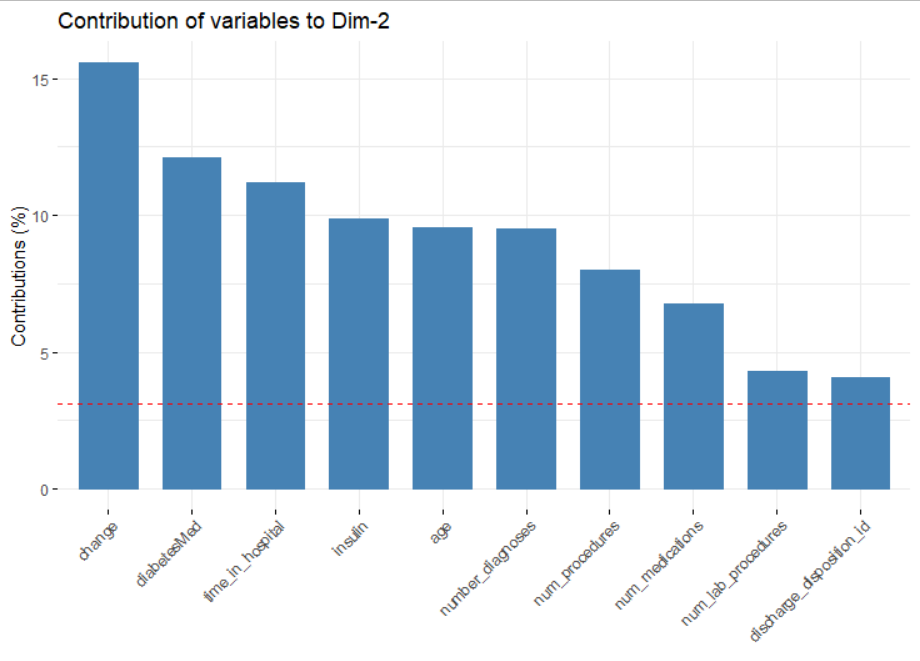 Contribution of variables to Dim-2
Contributions (%)
15
10
5
0
change
diabetesMed
time_in_hospital
insulin
age
number_diagnoses
num_procedures
num_medications
num_lab_procedures
discharge_disposition_id